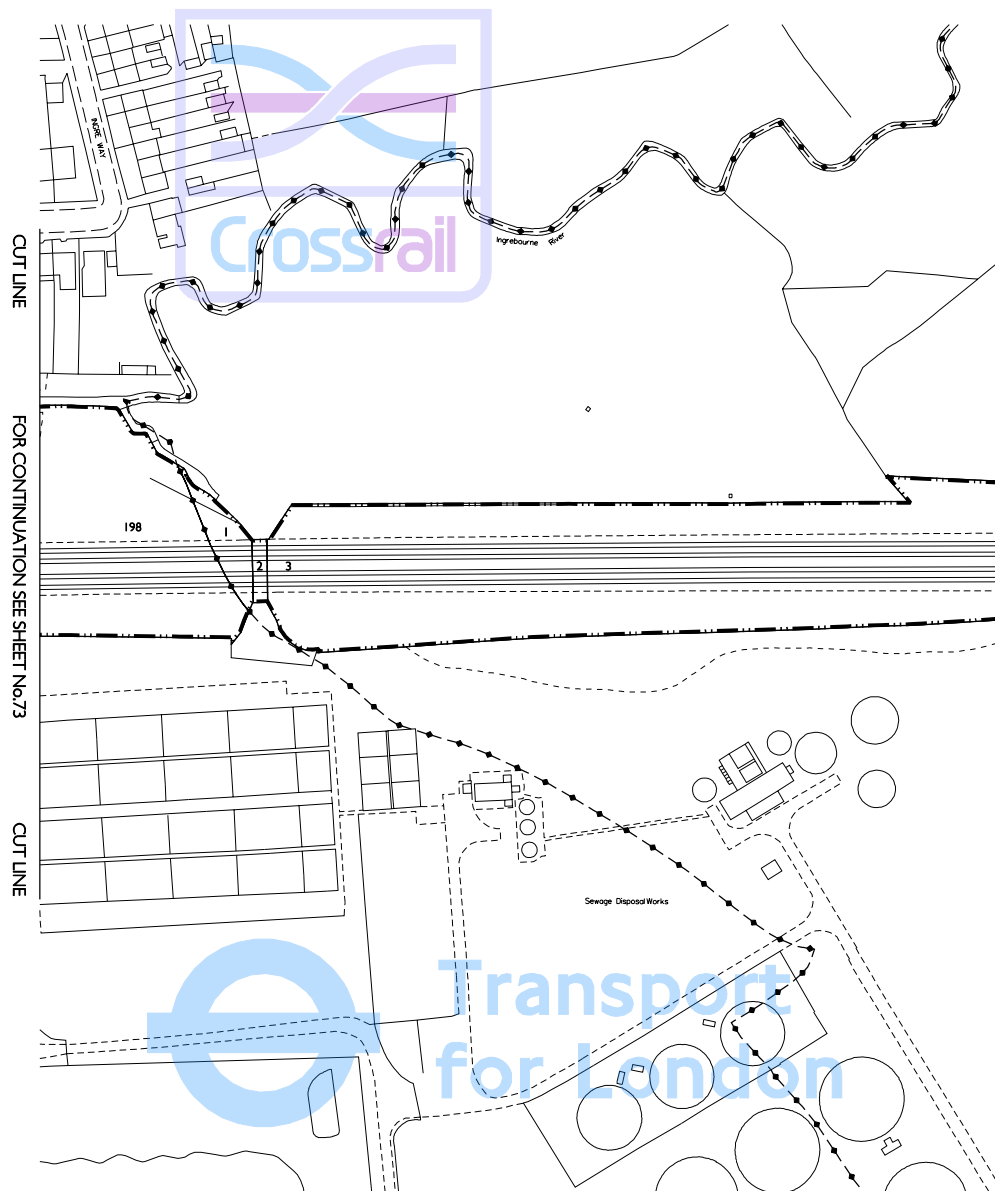 INGRE WAY
Crossrail
Ingrebourne River
CUT LINE
FOR CONTINUATION SEE SHEET No.73
CUT LINE
198
1
2
3
Sewage Disposal Works
Transport
for London